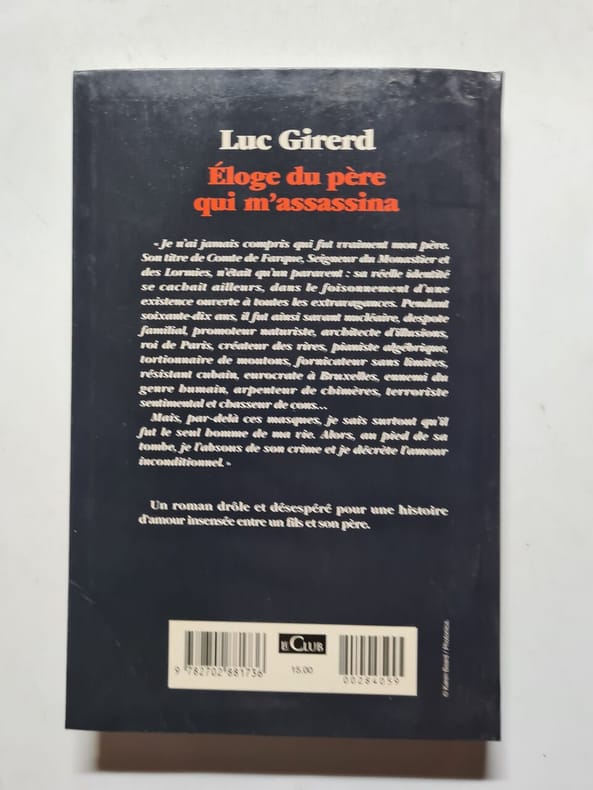 Luc Girerd
Éloge du père
qui m'assassina
« Je n'ai jamais compris qui fut vraiment mon père.
Son titre de Comte de Farque, Seigneur du Monastier et
des Lormies, n'était qu'un paravent : sa réelle identité
se cachait ailleurs, dans le foisonnement d'une
existence ouverte à toutes les extravagances. Pendant
soixante-dix ans, il fut ainsi savant nucléaire, despote
familial, promoteur naturiste, architecte d'illusions,
roi de Paris, créateur des rires, pianiste algébrique,
tortionnaire de moutons, fornicateur sans limites,
résistant cubain, eurocrate à Bruxelles, ennemi du
genre humain, arpenteur de chimères, terroriste
sentimental et chasseur de cons...
Mais, par-delà ces masques, je sais surtout qu'il
fut le seul homme de ma vie. Alors, au pied de sa
tombe, je l'absous de son crime et je décrète l'amour
inconditionnel. »
Un roman drôle et désespéré pour une histoire
d'amour insensée entre un fils et son père.
LE CLUB
15.00
9 782702 881736
00284059
© Karen Beard / Photonica